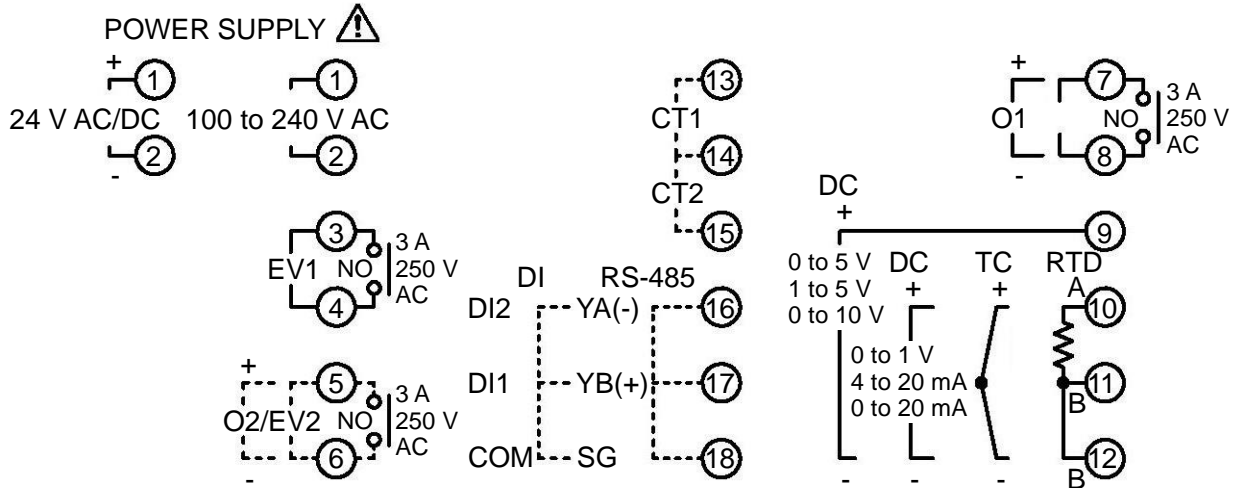 POWER SUPPLY
+
1
24 V AC/DC
2
-
1
100 to 240 V AC
2
3
EV1
NO
3 A
250 V
AC
4
+
5
O2/EV2
NO
3 A
250 V
AC
6
-
13
CT1
14
CT2
15
DI
RS-485
DI2
YA(-)
16
DI1
YB(+)
17
COM
SG
18
+
7
O1
NO
3 A
250 V
AC
8
-
DC
+
9
0 to 5 V
1 to 5 V
0 to 10 V
-
DC
+
0 to 1 V
4 to 20 mA
0 to 20 mA
-
TC
+
-
RTD
A
10
11
B
12
B